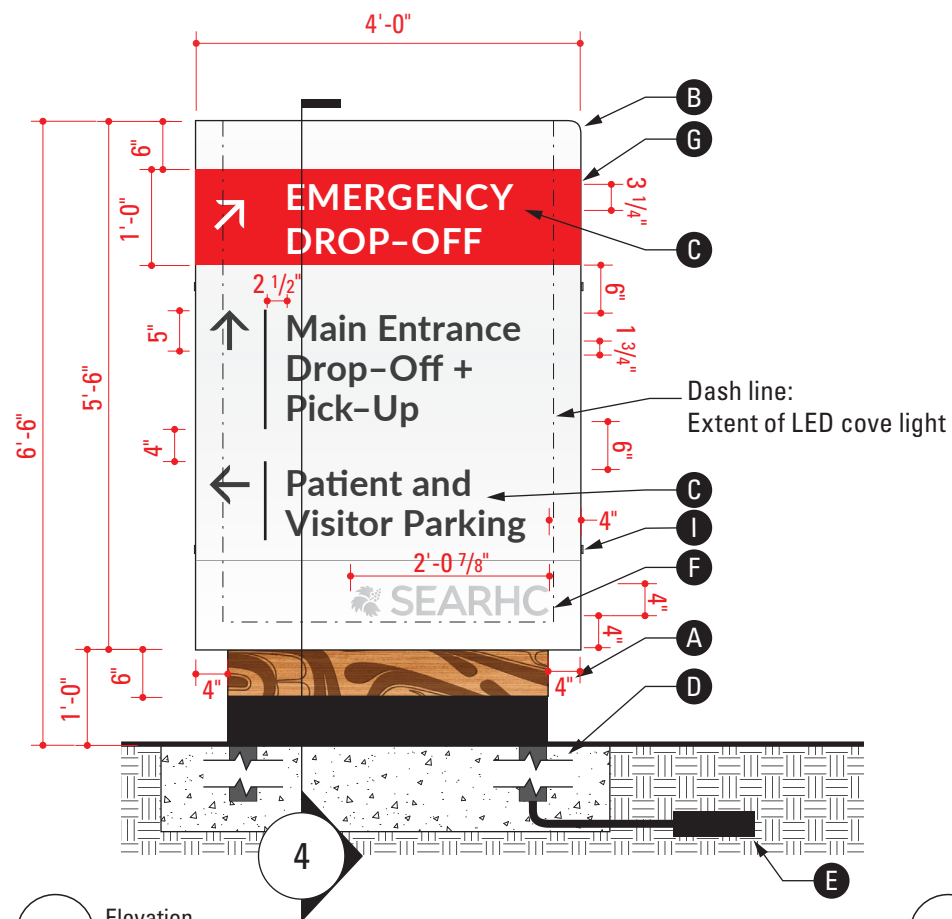 4'-0"
B
6"
G
EMERGENCY
DROP-OFF
3 1/4"
1'-0"
C
2 1/2"
6"
5"
Main Entrance
Drop-Off +
Pick-Up
1 3/4"
5'-6"
6'-6"
Dash line:
Extent of LED cove light
4"
6"
Patient and
Visitor Parking
C
4"
I
2'-0 7/8"
F
SEARHC
4"
4"
A
1'-0"
6"
4"
4"
D
4
E
Elevation